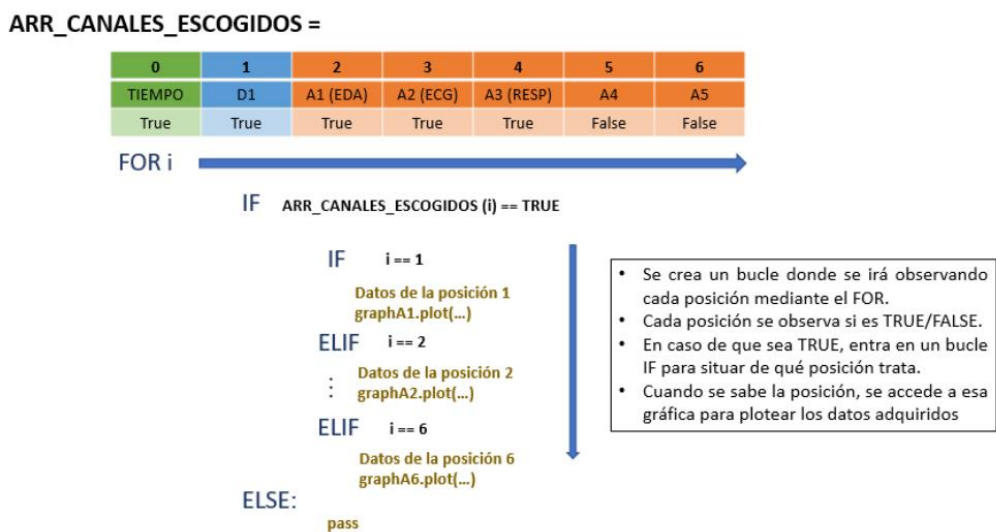 ARR_CANALES_ESCOGIDOS =
0 1 2 3 4 5 6
TIEMPO D1 A1 (EDA) A2 (ECG) A3 (RESP) A4 A5
True True True True True False False
FOR i
IF ARR_CANALES_ESCOGIDOS (i) == TRUE
IF i == 1
Datos de la posición 1
graphA1.plot(...)
ELIF i == 2
Datos de la posición 2
graphA2.plot(...)
⋮
ELIF i == 6
Datos de la posición 6
graphA6.plot(...)
ELSE:
pass
• Se crea un bucle donde se irá observando
cada posición mediante el FOR.
• Cada posición se observa si es TRUE/FALSE.
• En caso de que sea TRUE, entra en un bucle
IF para situar de qué posición trata.
• Cuando se sabe la posición, se accede a esa
gráfica para plotear los datos adquiridos